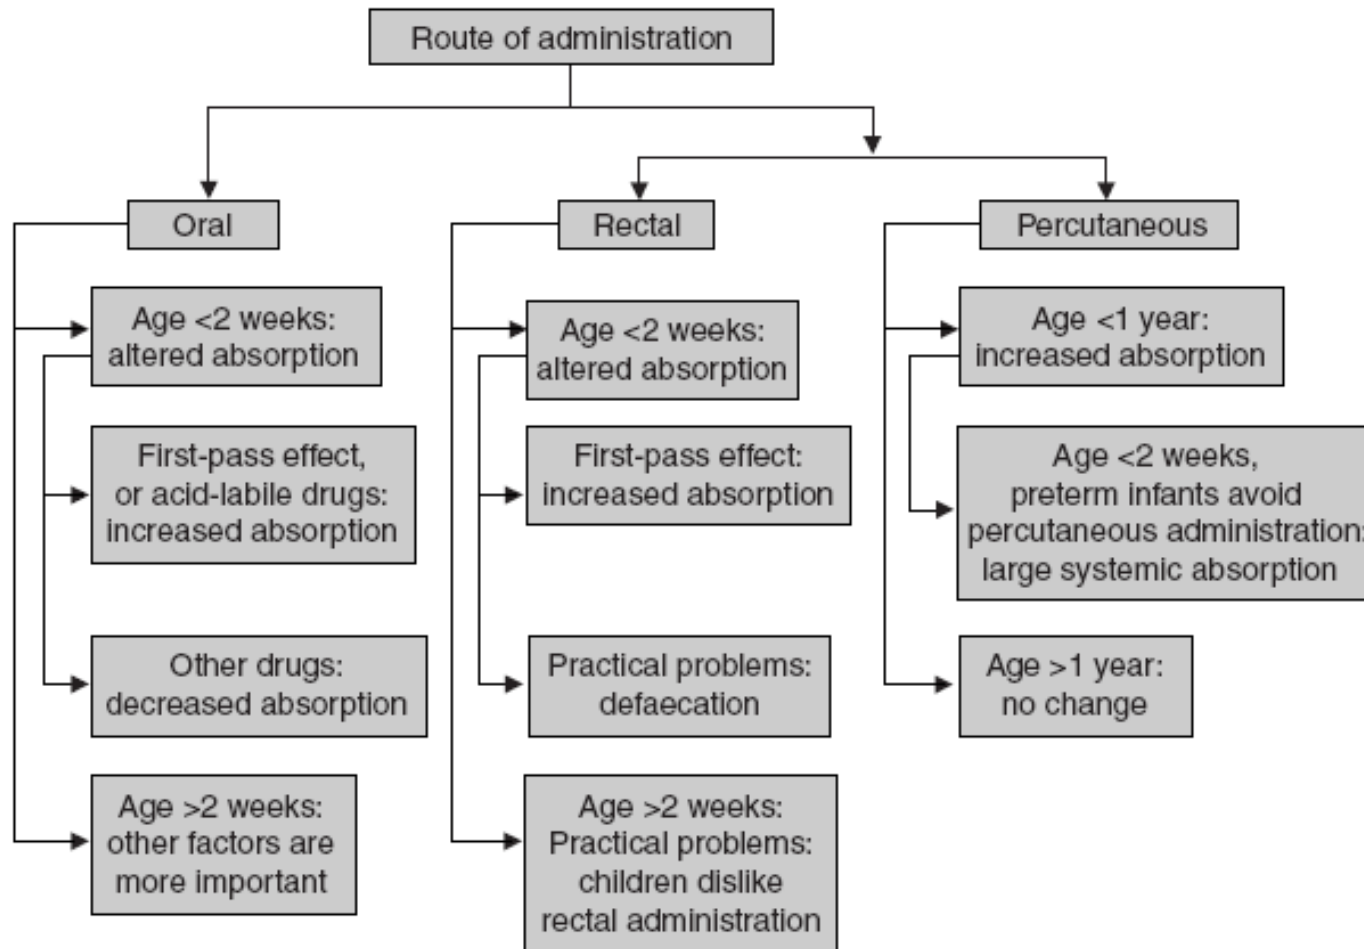 Route of administration
Oral
Age <2 weeks:
altered absorption
First-pass effect,
or acid-labile drugs:
increased absorption
Other drugs:
decreased absorption
Age >2 weeks:
other factors are
more important
Rectal
Age <2 weeks:
altered absorption
First-pass effect:
increased absorption
Practical problems:
defaecation
Age >2 weeks:
Practical problems:
children dislike
rectal administration
Percutaneous
Age <1 year:
increased absorption
Age <2 weeks,
preterm infants avoid
percutaneous administration:
large systemic absorption
Age >1 year:
no change